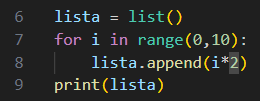 6 lista = list()
7 for i in range(0,10):
8     lista.append(i*2)
9 print(lista)